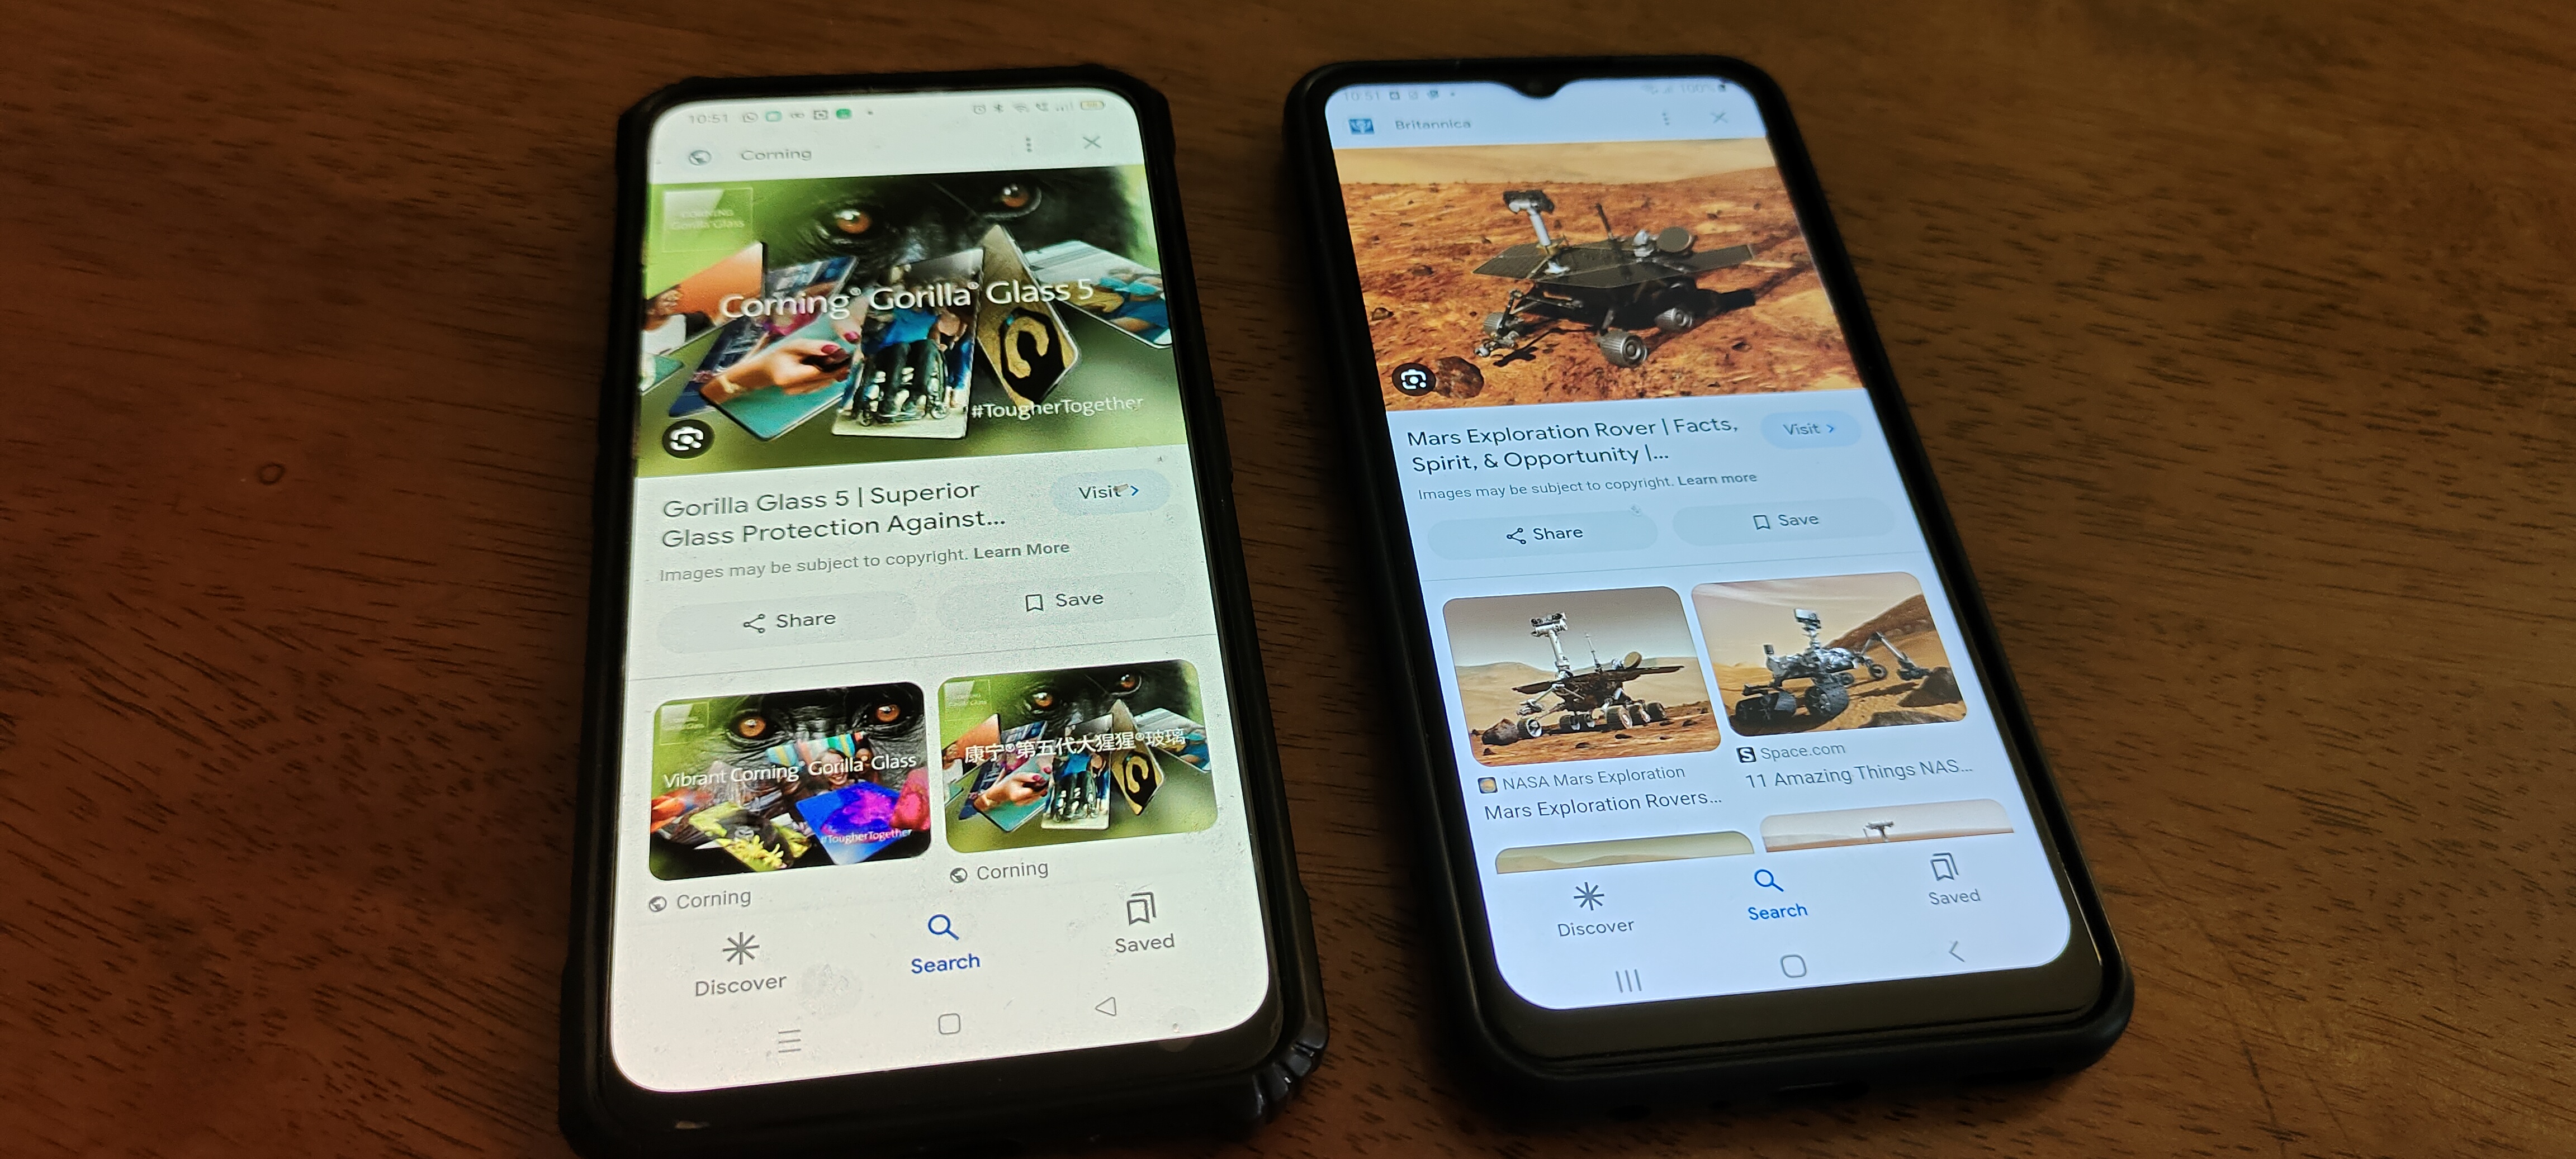 10:51
Corning
CORNING
Gorilla Glass
Corning® Gorilla® Glass 5
#TougherTogether
Gorilla Glass 5 | Superior
Glass Protection Against...
Visit >
Images may be subject to copyright. Learn More
Share
Save
Vibrant Corning® Gorilla® Glass
#TougherTogether
Corning
康宁®第五代大猩猩®玻璃
Corning
Discover
Search
Saved
10:51
100%
Britannica
Mars Exploration Rover | Facts,
Spirit, & Opportunity |...
Visit >
Images may be subject to copyright. Learn more
Share
Save
NASA Mars Exploration
Mars Exploration Rovers...
S Space.com
11 Amazing Things NAS...
Discover
Search
Saved